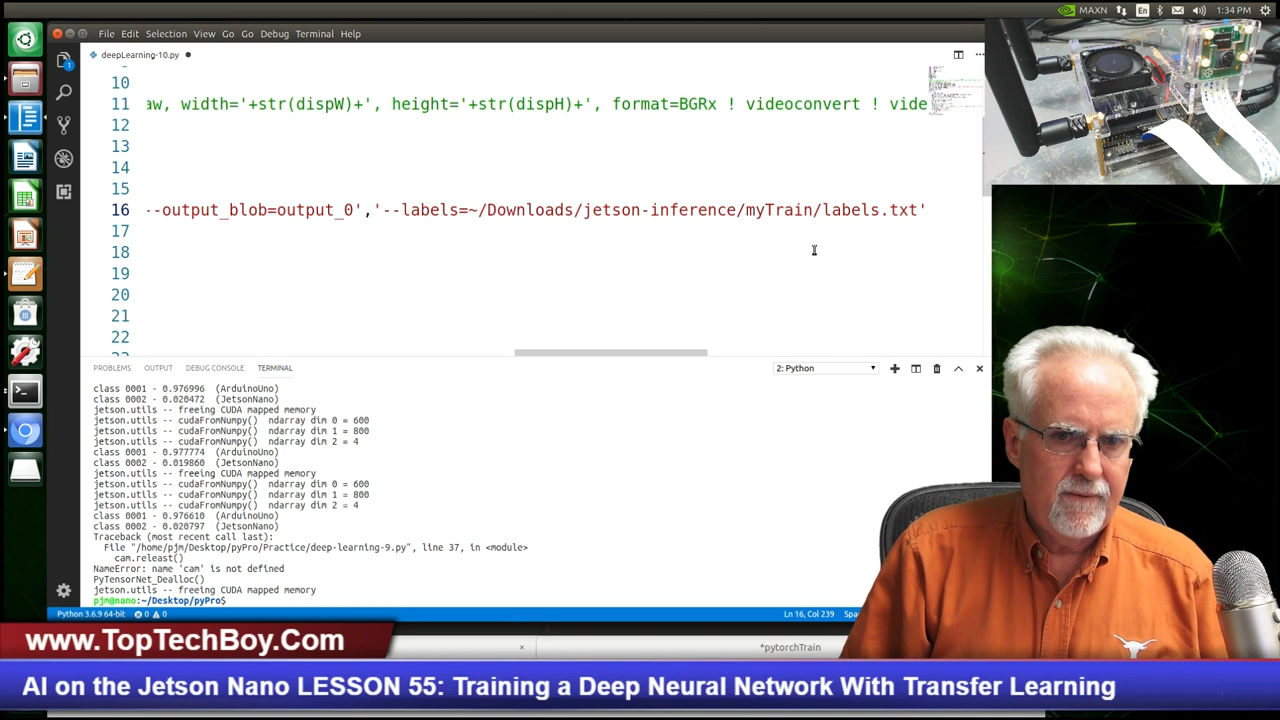 MAXN En 1:34 PM
File Edit Selection View Go Go Debug Terminal Help
deepLearning-10.py
10
11 aw, width='+str(dispW)+', height='+str(dispH)+', format=BGRx ! videoconvert ! vide
12
13
14
15
16 --output_blob=output_0','--labels=~/Downloads/jetson-inference/myTrain/labels.txt'
17
18
19
20
21
22
PROBLEMS OUTPUT DEBUG CONSOLE TERMINAL 2: Python
class 0001 - 0.976996 (ArduinoUno)
class 0002 - 0.020472 (JetsonNano)
jetson.utils -- freeing CUDA mapped memory
jetson.utils -- cudaFromNumpy() ndarray dim 0 = 600
jetson.utils -- cudaFromNumpy() ndarray dim 1 = 800
jetson.utils -- cudaFromNumpy() ndarray dim 2 = 4
class 0001 - 0.977774 (ArduinoUno)
class 0002 - 0.019860 (JetsonNano)
jetson.utils -- freeing CUDA mapped memory
jetson.utils -- cudaFromNumpy() ndarray dim 0 = 600
jetson.utils -- cudaFromNumpy() ndarray dim 1 = 800
jetson.utils -- cudaFromNumpy() ndarray dim 2 = 4
class 0001 - 0.976610 (ArduinoUno)
class 0002 - 0.020797 (JetsonNano)
Traceback (most recent call last):
File "/home/pjm/Desktop/pyPro/Practice/deep-learning-9.py", line 37, in <module>
cam.releast()
NameError: name 'cam' is not defined
PyTensorNet_Dealloc()
jetson.utils -- freeing CUDA mapped memory
pjm@nano:~/Desktop/pyPro$
Python 3.6.9 64-bit 0 0 Ln 16, Col 239 Spa
www.TopTechBoy.Com
*pytorchTrain
AI on the Jetson Nano LESSON 55: Training a Deep Neural Network With Transfer Learning